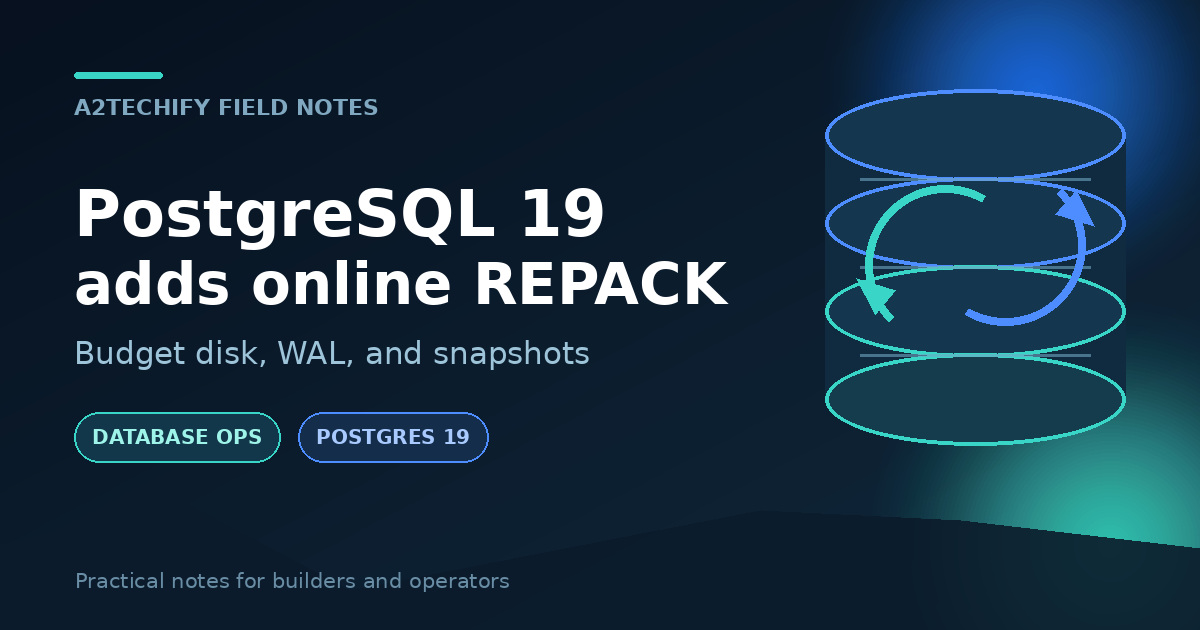 A2TECHIFY FIELD NOTES
PostgreSQL 19
adds online REPACK
Budget disk, WAL, and snapshots
DATABASE OPS
POSTGRES 19
Practical notes for builders and operators